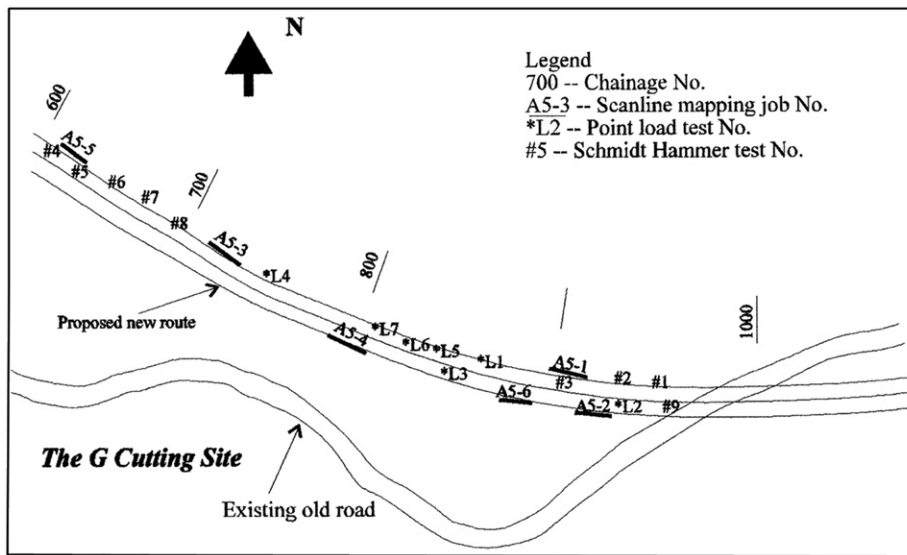 N
Legend
700 -- Chainage No.
A5-3 -- Scanline mapping job No.
*L2 -- Point load test No.
#5 -- Schmidt Hammer test No.
600
A5-5
#4
#5
#6
#7
#8
700
A5-3
*L4
800
Proposed new route
A5-4
*L7
*L6
*L5
*L3
*L1
A5-1
#3
#2
#1
1000
A5-6
A5-2
*L2
#9
The G Cutting Site
Existing old road